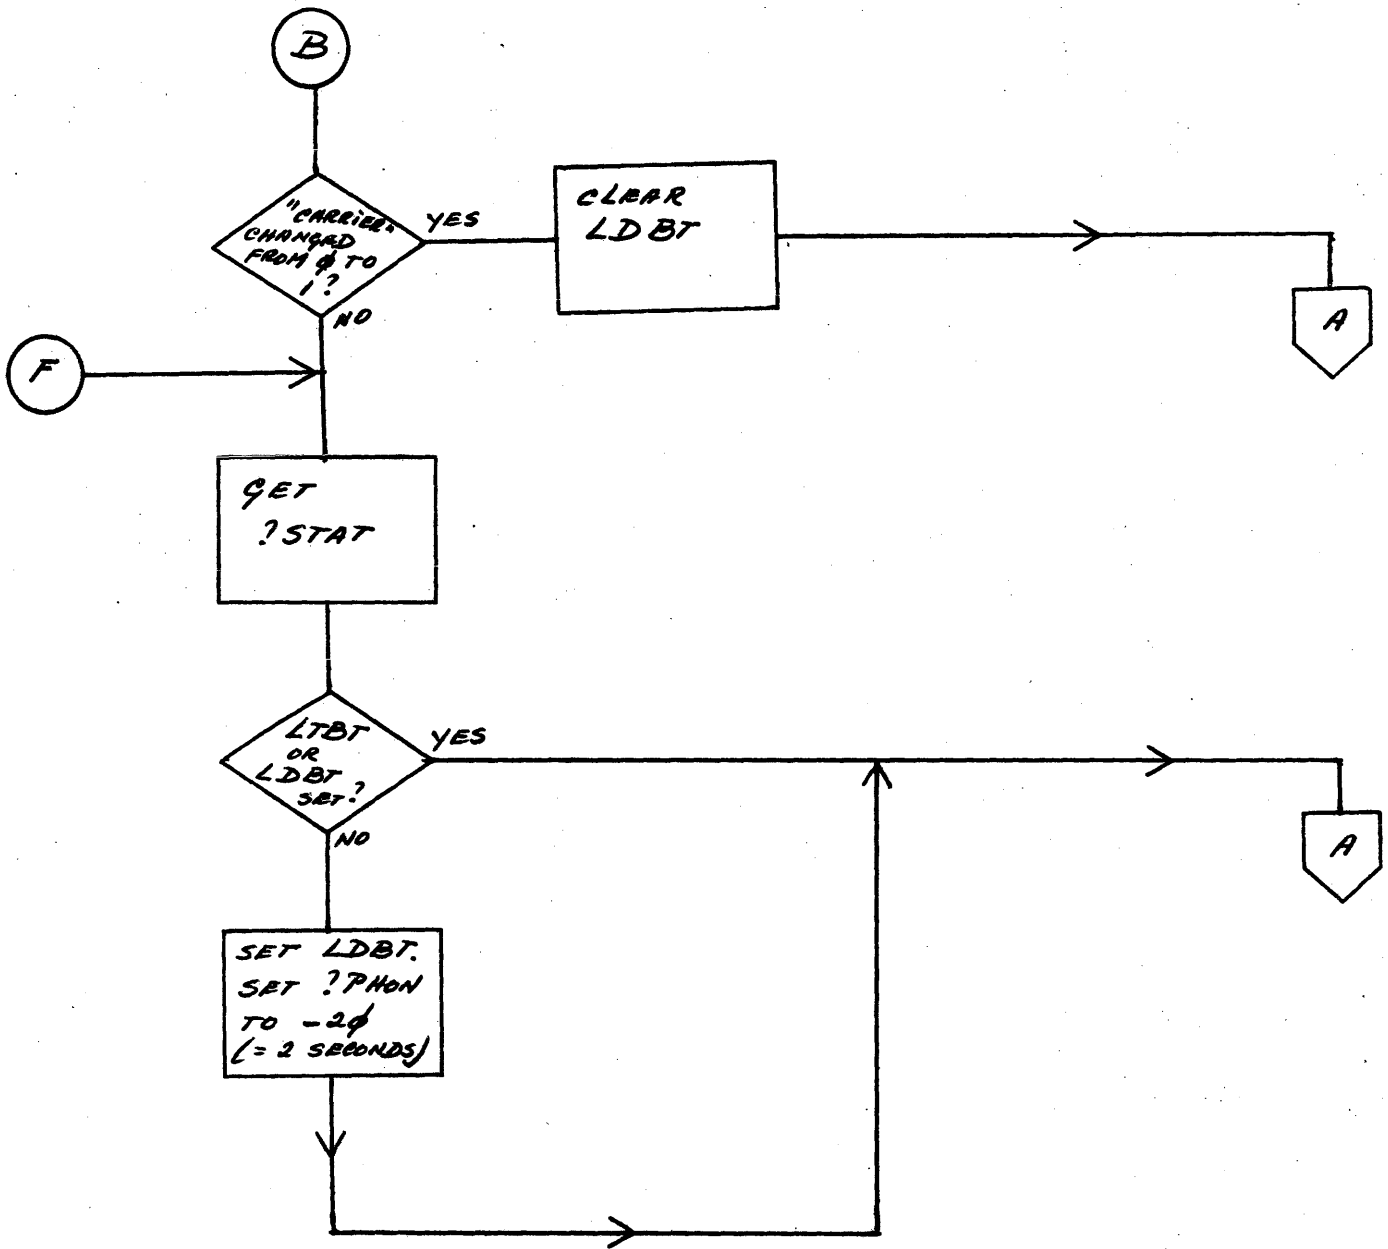 B
"CARRIER"
CHANGED
FROM φ TO
1?
YES
NO
CLEAR
LDBT
A
F
GET
?STAT
LTBT
OR
LDBT
SET?
YES
NO
A
SET LDBT.
SET ?PHON
TO -2φ
(= 2 SECONDS)